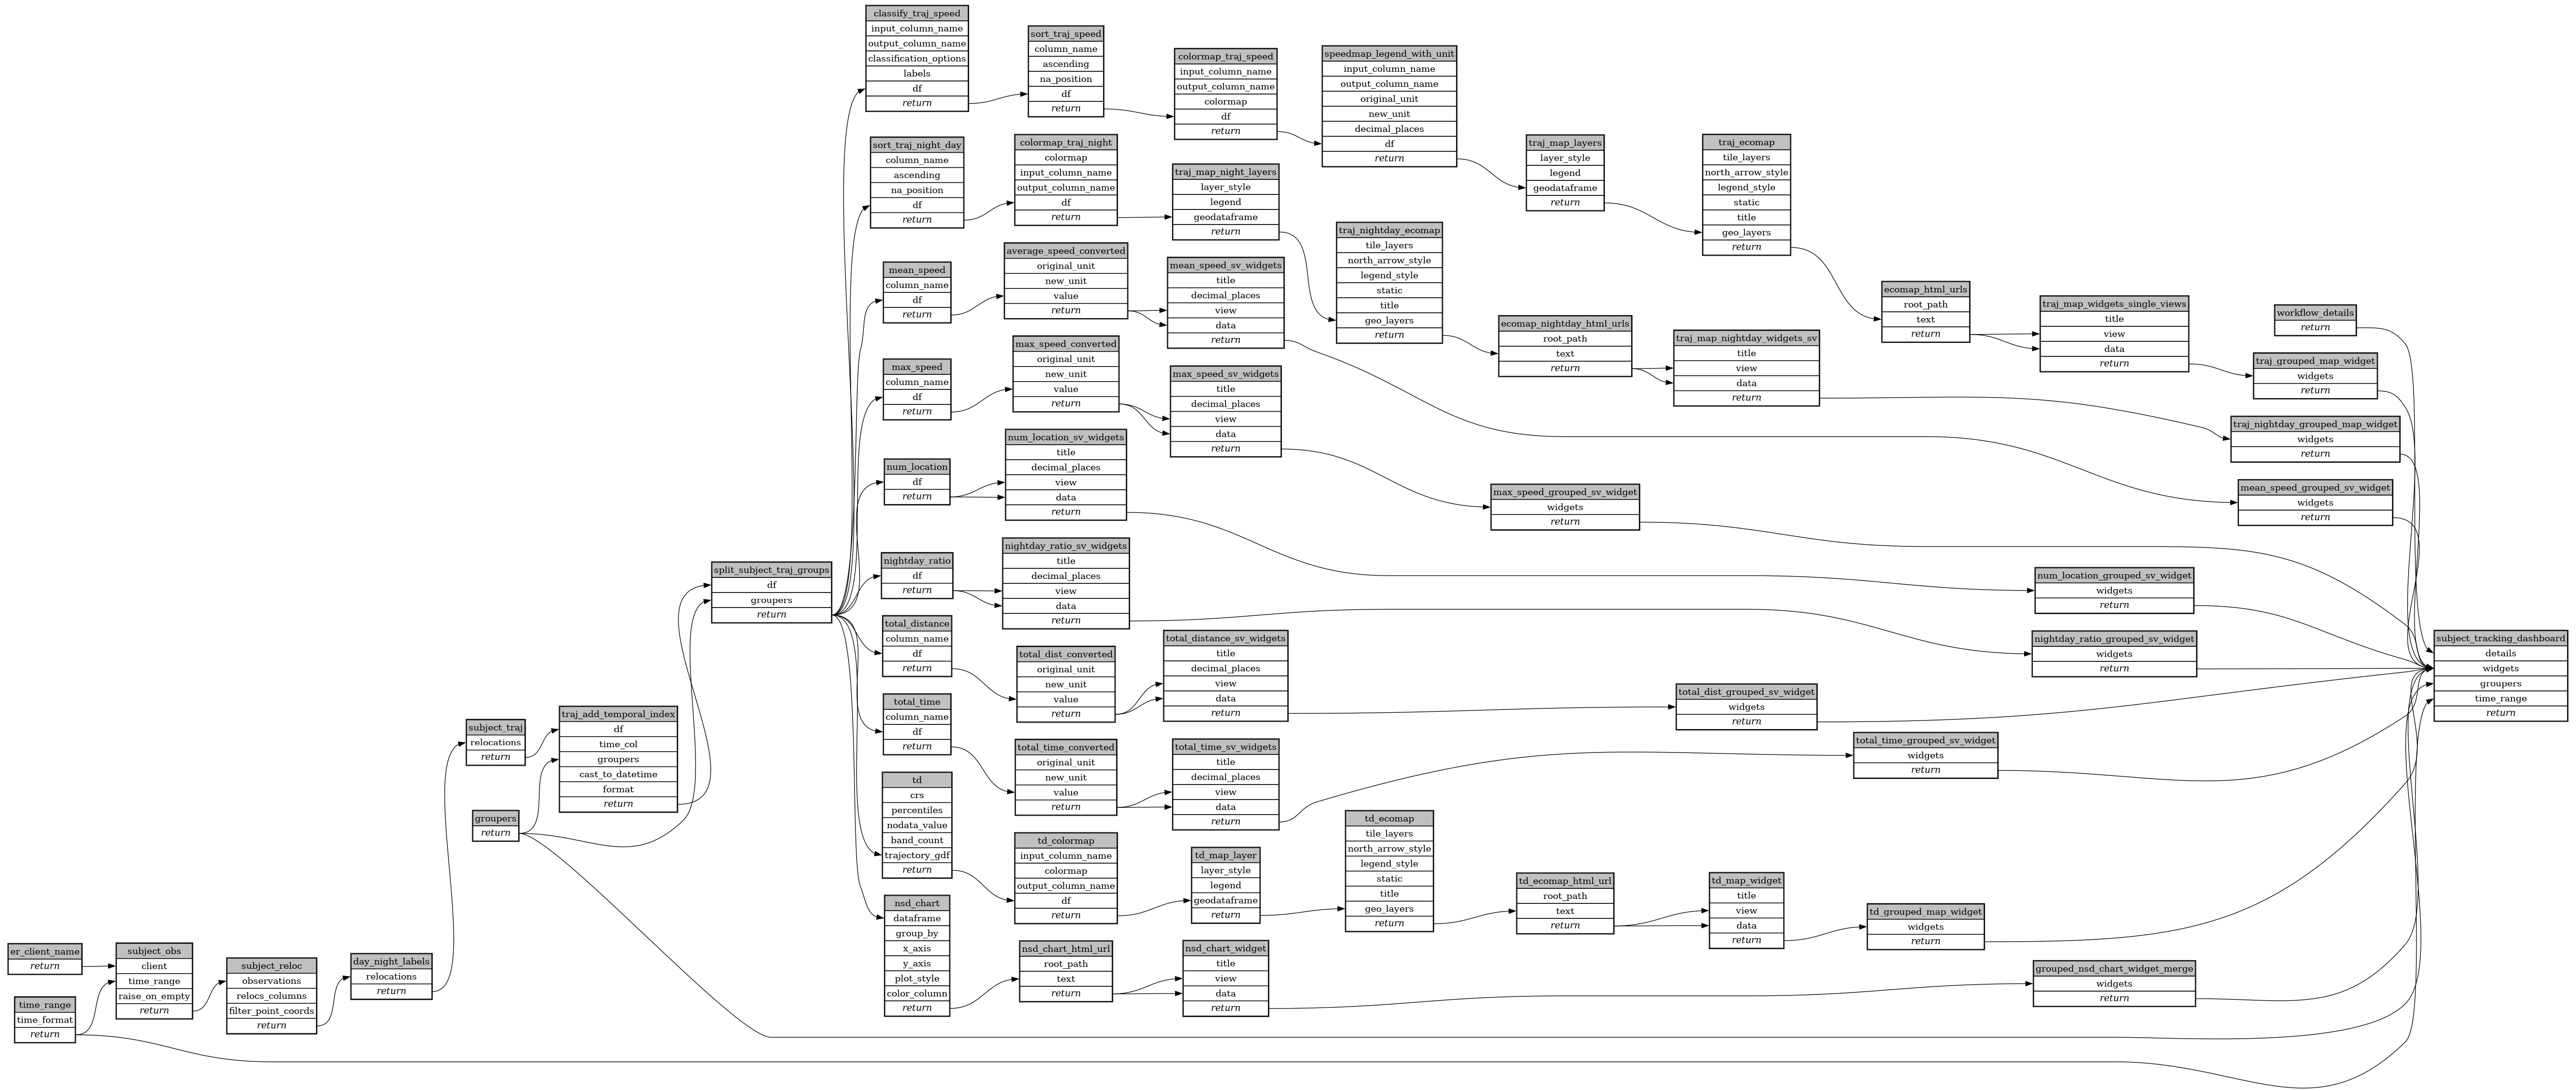 classify_traj_speed
input_column_name
output_column_name
classification_options
labels
df
return
sort_traj_speed
column_name
ascending
na_position
df
return
colormap_traj_speed
input_column_name
output_column_name
colormap
df
return
speedmap_legend_with_unit
input_column_name
output_column_name
original_unit
new_unit
decimal_places
df
return
traj_map_layers
layer_style
legend
geodataframe
return
traj_ecomap
tile_layers
north_arrow_style
legend_style
static
title
geo_layers
return
ecomap_html_urls
root_path
text
return
traj_map_widgets_single_views
title
view
data
return
traj_grouped_map_widget
widgets
return
workflow_details
return
sort_traj_night_day
column_name
ascending
na_position
df
return
colormap_traj_night
colormap
input_column_name
output_column_name
df
return
traj_map_night_layers
layer_style
legend
geodataframe
return
traj_nightday_ecomap
tile_layers
north_arrow_style
legend_style
static
title
geo_layers
return
ecomap_nightday_html_urls
root_path
text
return
traj_map_nightday_widgets_sv
title
view
data
return
traj_nightday_grouped_map_widget
widgets
return
mean_speed
column_name
df
return
average_speed_converted
original_unit
new_unit
value
return
mean_speed_sv_widgets
title
decimal_places
view
data
return
mean_speed_grouped_sv_widget
widgets
return
max_speed
column_name
df
return
max_speed_converted
original_unit
new_unit
value
return
max_speed_sv_widgets
title
decimal_places
view
data
return
max_speed_grouped_sv_widget
widgets
return
num_location
df
return
num_location_sv_widgets
title
decimal_places
view
data
return
num_location_grouped_sv_widget
widgets
return
nightday_ratio
df
return
nightday_ratio_sv_widgets
title
decimal_places
view
data
return
nightday_ratio_grouped_sv_widget
widgets
return
total_distance
column_name
df
return
total_dist_converted
original_unit
new_unit
value
return
total_distance_sv_widgets
title
decimal_places
view
data
return
total_dist_grouped_sv_widget
widgets
return
total_time
column_name
df
return
total_time_converted
original_unit
new_unit
value
return
total_time_sv_widgets
title
decimal_places
view
data
return
total_time_grouped_sv_widget
widgets
return
td
crs
percentiles
nodata_value
band_count
trajectory_gdf
return
td_colormap
input_column_name
colormap
output_column_name
df
return
td_map_layer
layer_style
legend
geodataframe
return
td_ecomap
tile_layers
north_arrow_style
legend_style
static
title
geo_layers
return
td_ecomap_html_url
root_path
text
return
td_map_widget
title
view
data
return
td_grouped_map_widget
widgets
return
nsd_chart
dataframe
group_by
x_axis
y_axis
plot_style
color_column
return
nsd_chart_html_url
root_path
text
return
nsd_chart_widget
title
view
data
return
grouped_nsd_chart_widget_merge
widgets
return
split_subject_traj_groups
df
groupers
return
traj_add_temporal_index
df
time_col
groupers
cast_to_datetime
format
return
subject_traj
relocations
return
groupers
return
er_client_name
return
time_range
time_format
return
subject_obs
client
time_range
raise_on_empty
return
subject_reloc
observations
relocs_columns
filter_point_coords
return
day_night_labels
relocations
return
subject_tracking_dashboard
details
widgets
groupers
time_range
return